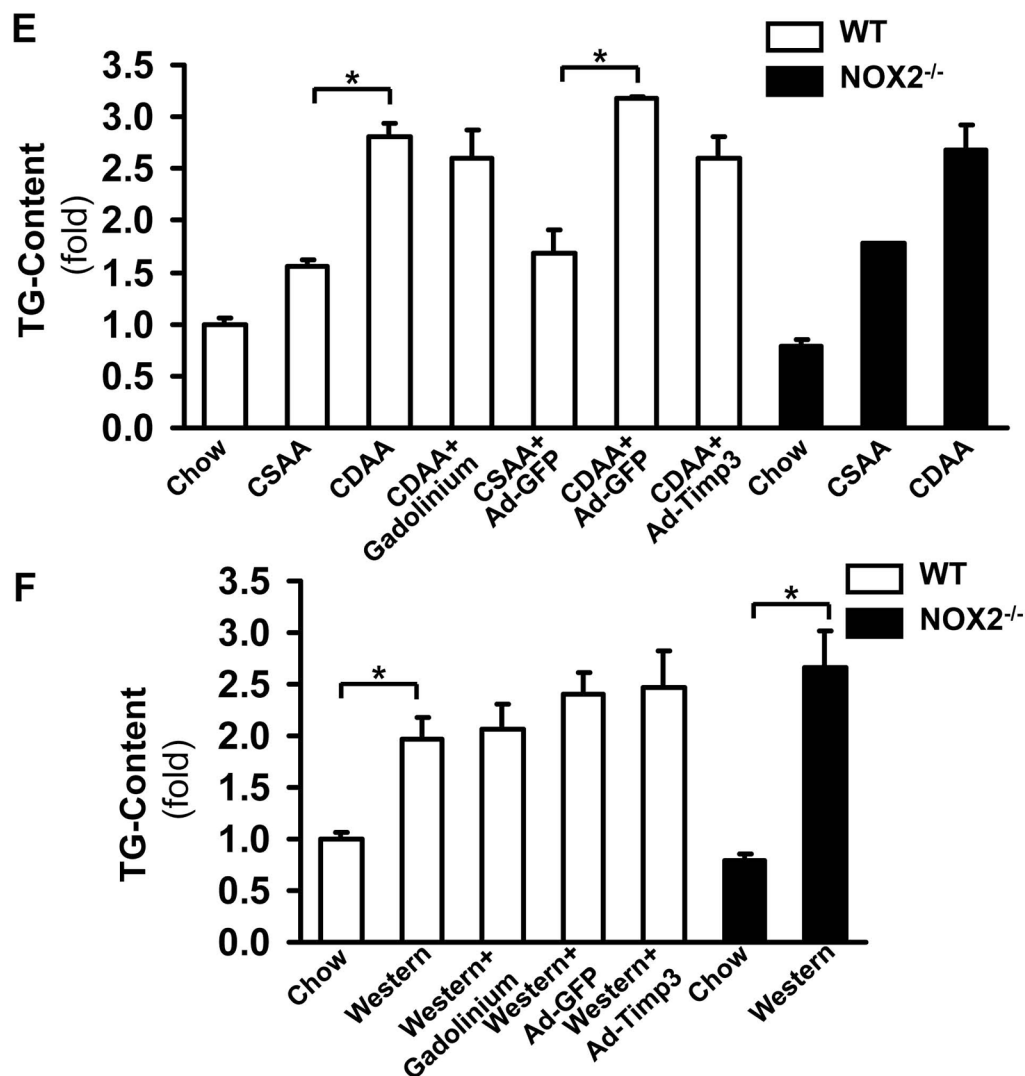 E
WT
NOX2-/-
TG-Content
(fold)
3.5
3.0
2.5
2.0
1.5
1.0
0.5
0.0
*
*
Chow
CSAA
CDAA
CDAA+
Gadolinium
CSAA+
Ad-GFP
CDAA+
Ad-GFP
CDAA+
Ad-Timp3
Chow
CSAA
CDAA
F
WT
NOX2-/-
TG-Content
(fold)
3.5
3.0
2.5
2.0
1.5
1.0
0.5
0.0
*
*
Chow
Western
Western+
Gadolinium
Western+
Ad-GFP
Western+
Ad-Timp3
Chow
Western